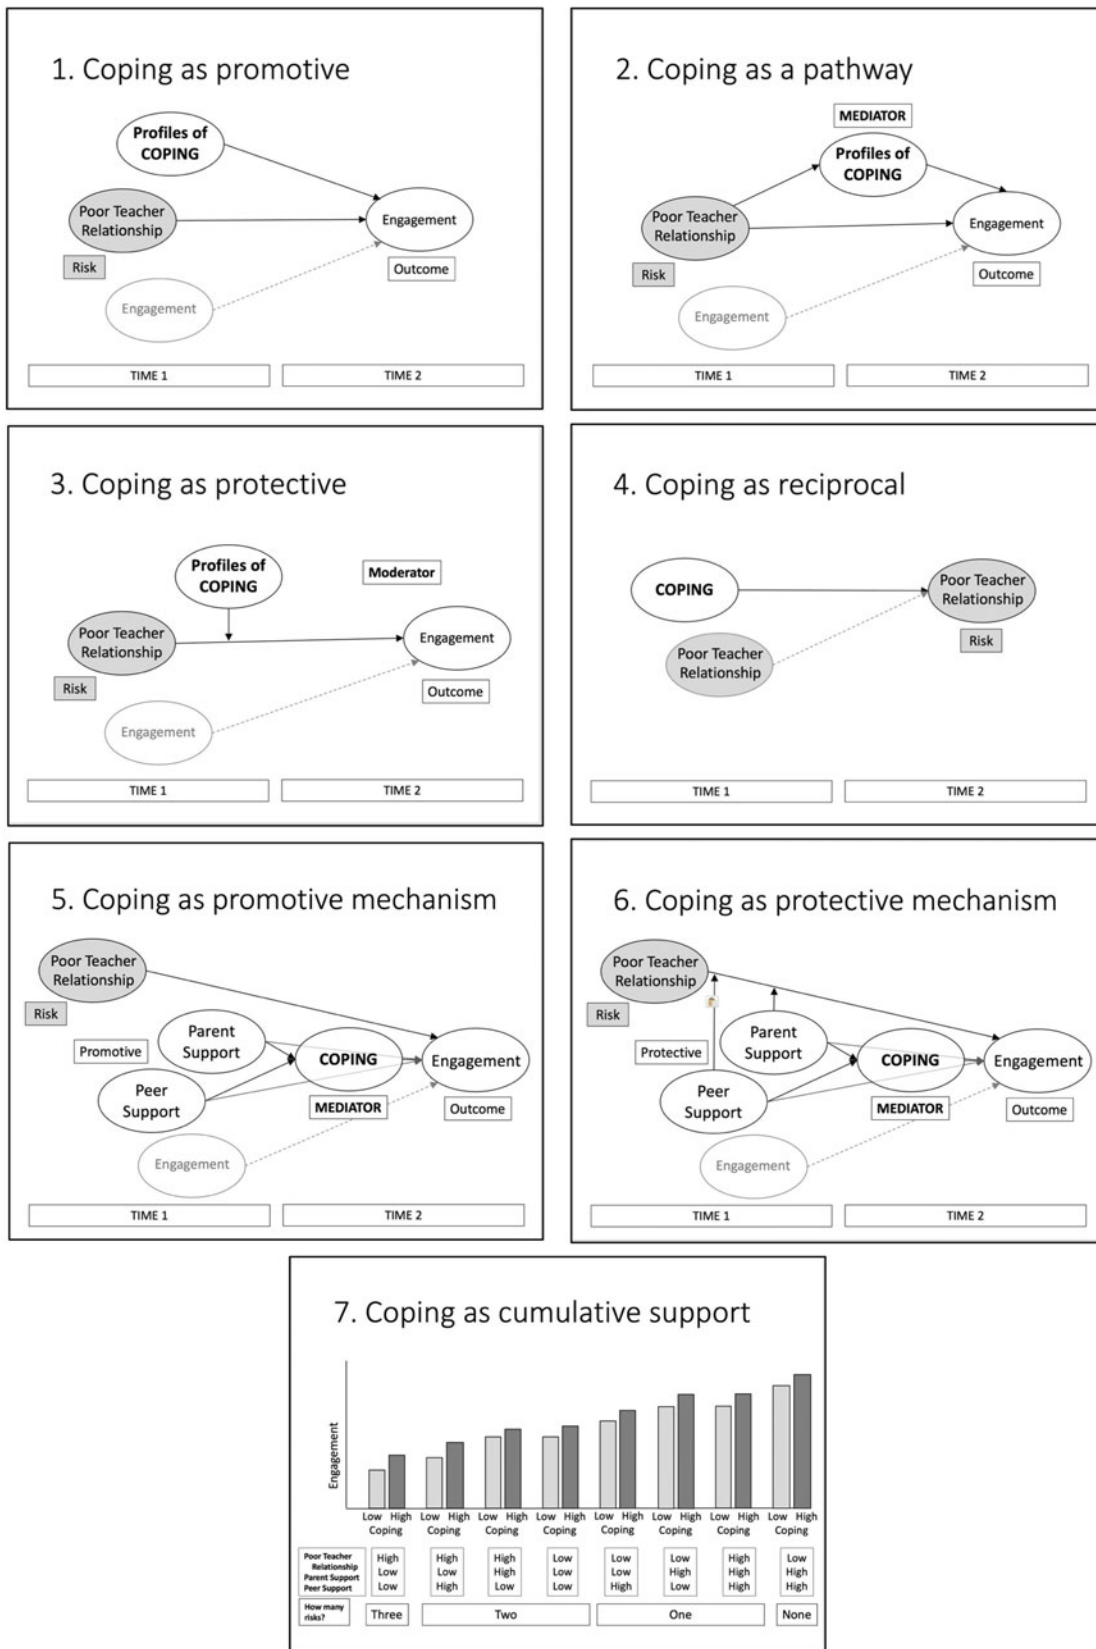 1. Coping as promotive
Profiles of
COPING
Poor Teacher
Relationship
Engagement
Risk
Outcome
Engagement
TIME 1
TIME 2
2. Coping as a pathway
MEDIATOR
Profiles of
COPING
Poor Teacher
Relationship
Engagement
Risk
Outcome
Engagement
TIME 1
TIME 2
3. Coping as protective
Profiles of
COPING
Moderator
Poor Teacher
Relationship
Engagement
Risk
Outcome
Engagement
TIME 1
TIME 2
4. Coping as reciprocal
COPING
Poor Teacher
Relationship
Risk
Poor Teacher
Relationship
TIME 1
TIME 2
5. Coping as promotive mechanism
Poor Teacher
Relationship
Risk
Parent
Support
Promotive
COPING
Engagement
Peer
Support
MEDIATOR
Outcome
Engagement
TIME 1
TIME 2
6. Coping as protective mechanism
Poor Teacher
Relationship
Risk
Parent
Support
Protective
COPING
Engagement
Peer
Support
MEDIATOR
Outcome
Engagement
TIME 1
TIME 2
7. Coping as cumulative support
Engagement
Low High Low High Low High Low High Low High Low High Low High Low High
Coping Coping Coping Coping Coping Coping Coping Coping
Poor Teacher
Relationship High High High Low Low Low High Low
Parent Support Low Low High Low Low High High High
Peer Support Low High Low Low High Low High High
How many
risks? Three Two One None